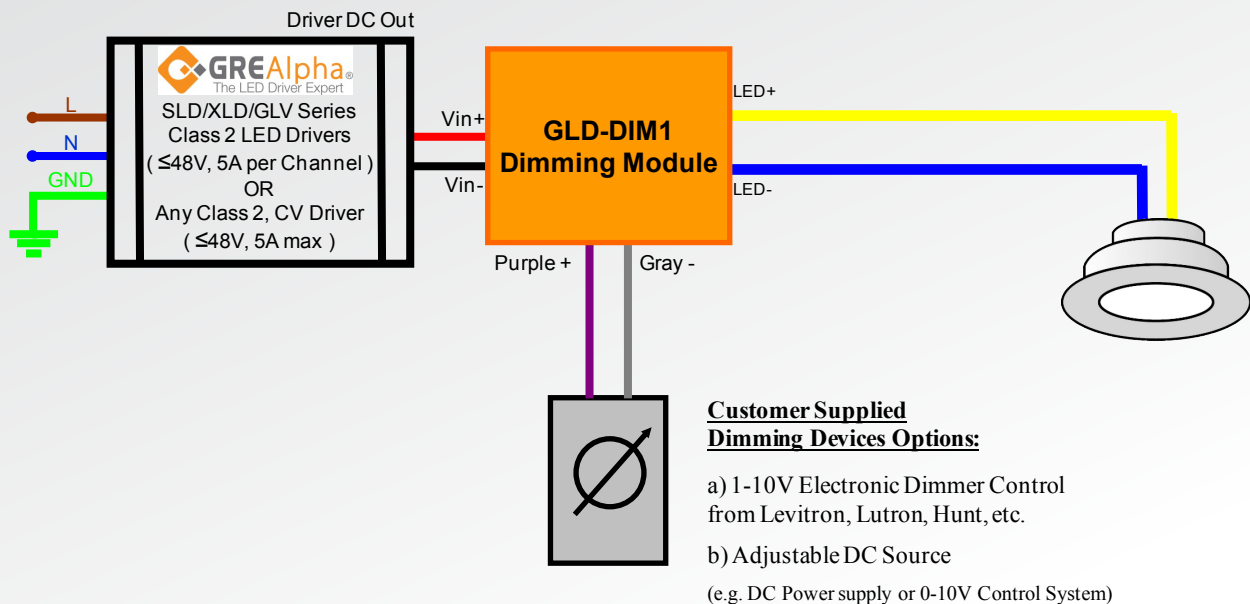 Driver DC Out
GREAlpha®
The LED Driver Expert
SLD/XLD/GLV Series
Class 2 LED Drivers
( ≤48V, 5A per Channel )
OR
Any Class 2, CV Driver
( ≤48V, 5A max )
L
N
GND
Vin+
Vin-
GLD-DIM1
Dimming Module
LED+
LED-
Purple +
Gray -
Customer Supplied
Dimming Devices Options:
a) 1-10V Electronic Dimmer Control
from Levitron, Lutron, Hunt, etc.
b) Adjustable DC Source
(e.g. DC Power supply or 0-10V Control System)